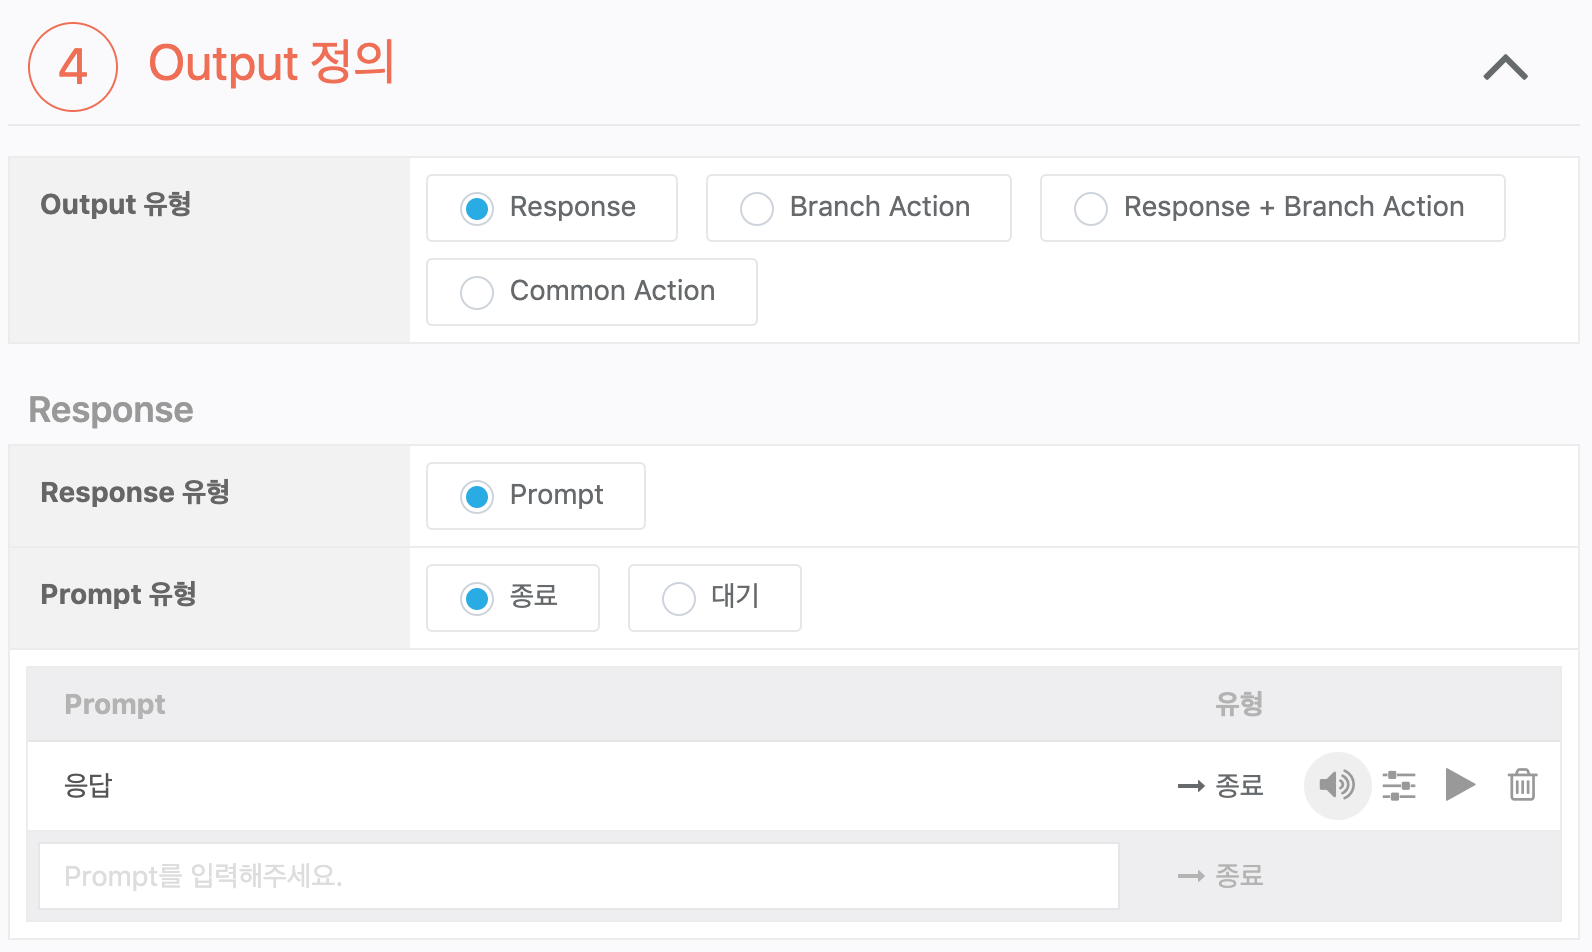 4 Output 정의
Output 유형
Response Branch Action Response + Branch Action
Common Action
Response
Response 유형 Prompt
Prompt 유형 종료 대기
Prompt 유형
응답 → 종료
Prompt를 입력해주세요. → 종료